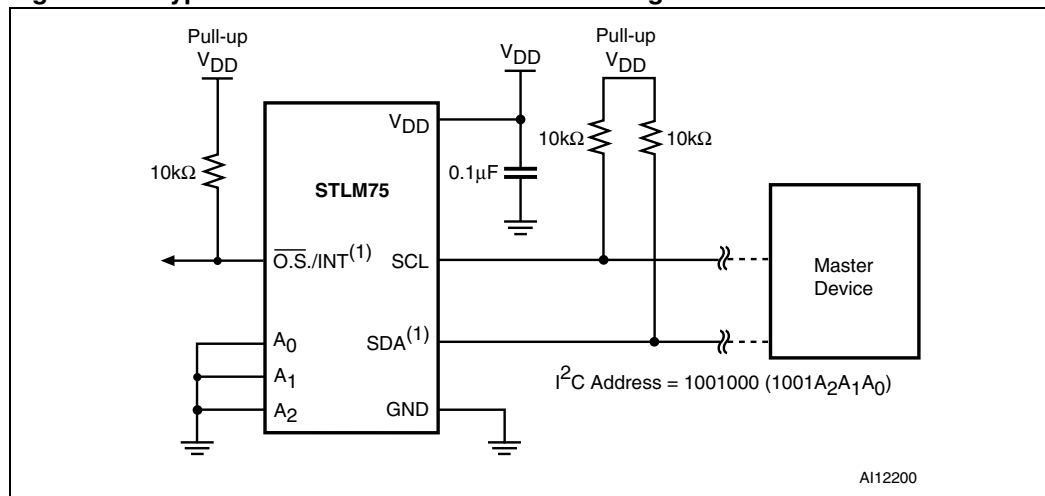 Pull-up
VDD
10kΩ
STLM75
VDD
O.S./INT(1)
SCL
A0
A1
A2
SDA(1)
GND
VDD
0.1μF
Pull-up
VDD
10kΩ
10kΩ
Master
Device
I2C Address = 1001000 (1001A2A1A0)
AI12200